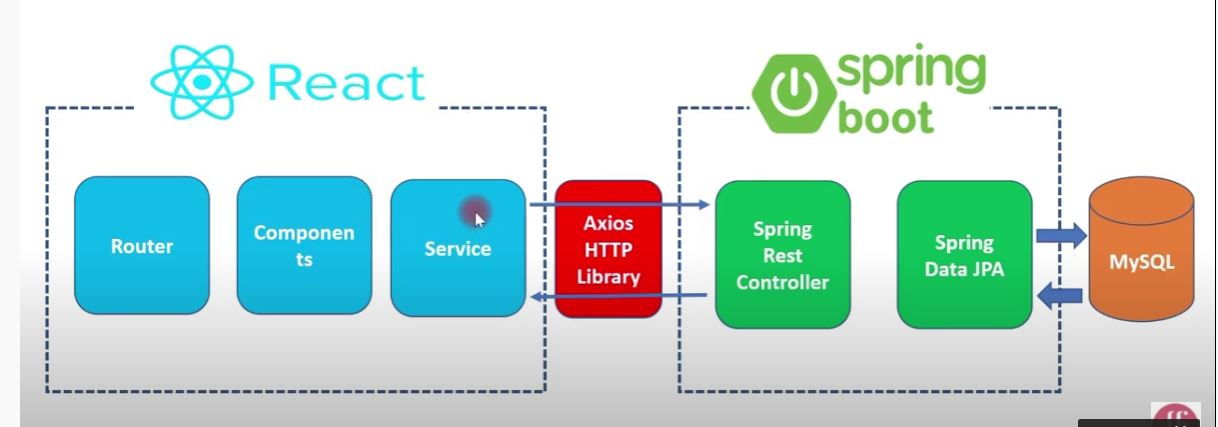 React
spring
boot
Router
Componen
ts
Service
Axios
HTTP
Library
Spring
Rest
Controller
Spring
Data JPA
MySQL